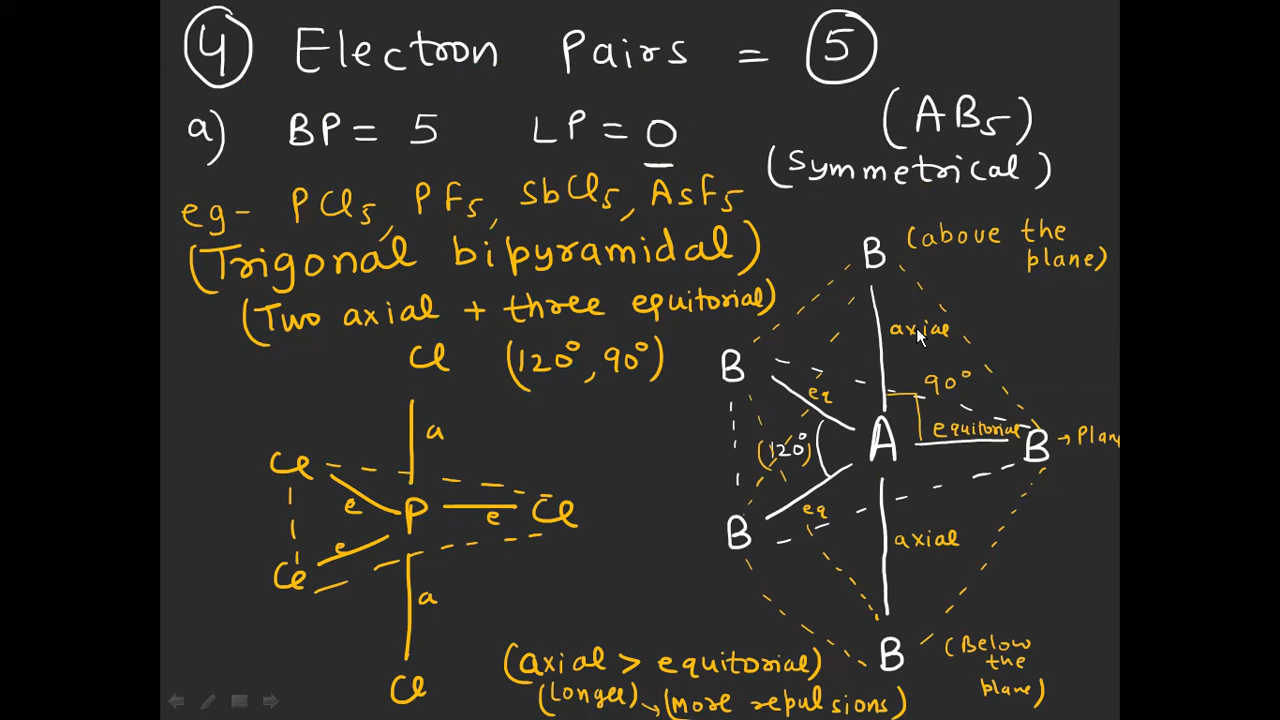 ④ Electron Pairs = ⑤
a) BP = 5 LP = 0 (AB₅)
(Symmetrical)
eg- PCl₅, PF₅, SbCl₅, AsF₅
(Trigonal bipyramidal)
(Two axial + three equitorial)
(120°, 90°)
Cl
a
Cl
e
P
e
Cl
e
Cl
a
Cl
B (above the
plane)
axial
B
eq
90°
(120°)
A
equitorial
B → Plan
eq
B
axial
B
(Below
the
plane)
(axial > equitorial)
(Longer) → (More repulsions)